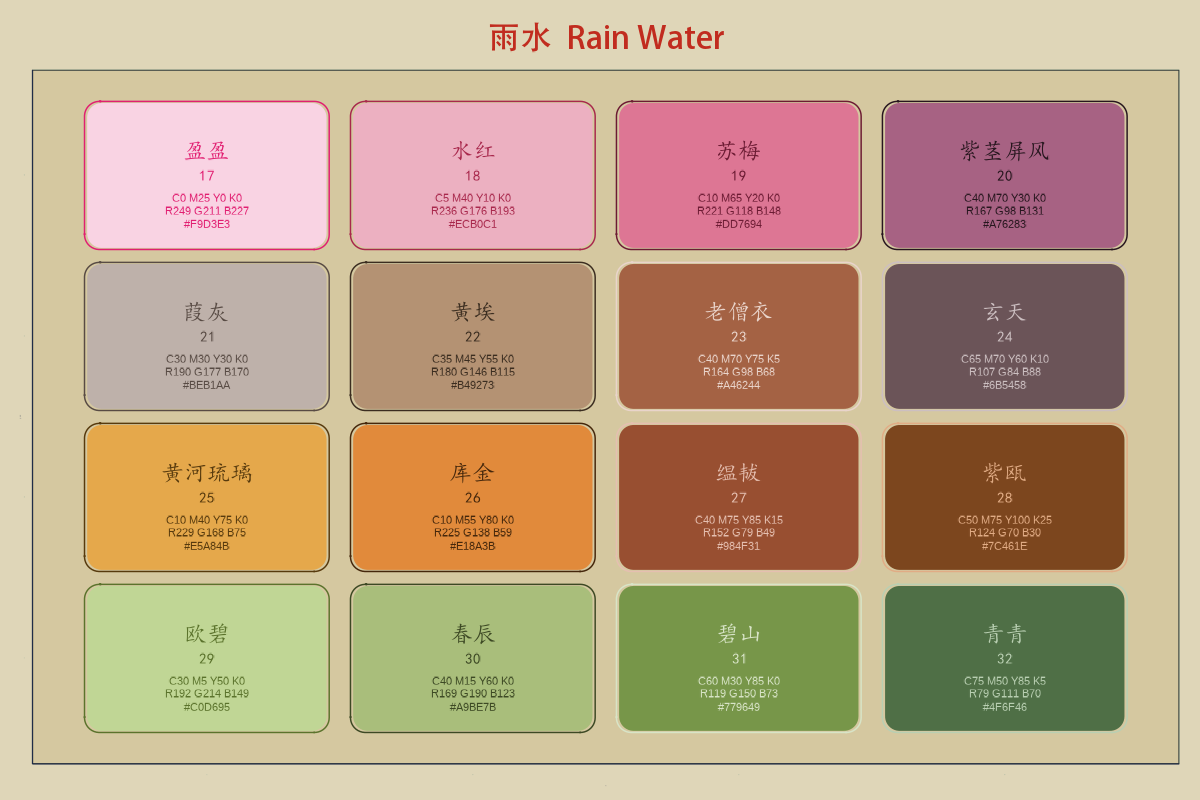 雨水 Rain Water
盈盈
17
C0 M25 Y0 K0
R249 G211 B227
#F9D3E3
水红
18
C5 M40 Y10 K0
R236 G176 B193
#ECB0C1
苏梅
19
C10 M65 Y20 K0
R221 G118 B148
#DD7694
紫茎屏风
20
C40 M70 Y30 K0
R167 G98 B131
#A76283
葭灰
21
C30 M30 Y30 K0
R190 G177 B170
#BEB1AA
黄埃
22
C35 M45 Y55 K0
R180 G146 B115
#B49273
老僧衣
23
C40 M70 Y75 K5
R164 G98 B68
#A46244
玄天
24
C65 M70 Y60 K10
R107 G84 B88
#6B5458
黄河琉璃
25
C10 M40 Y75 K0
R229 G168 B75
#E5A84B
库金
26
C10 M55 Y80 K0
R225 G138 B59
#E18A3B
缊韨
27
C40 M75 Y85 K15
R152 G79 B49
#984F31
紫瓯
28
C50 M75 Y100 K25
R124 G70 B30
#7C461E
欧碧
29
C30 M5 Y50 K0
R192 G214 B149
#C0D695
春辰
30
C40 M15 Y60 K0
R169 G190 B123
#A9BE7B
碧山
31
C60 M30 Y85 K0
R119 G150 B73
#779649
青青
32
C75 M50 Y85 K5
R79 G111 B70
#4F6F46